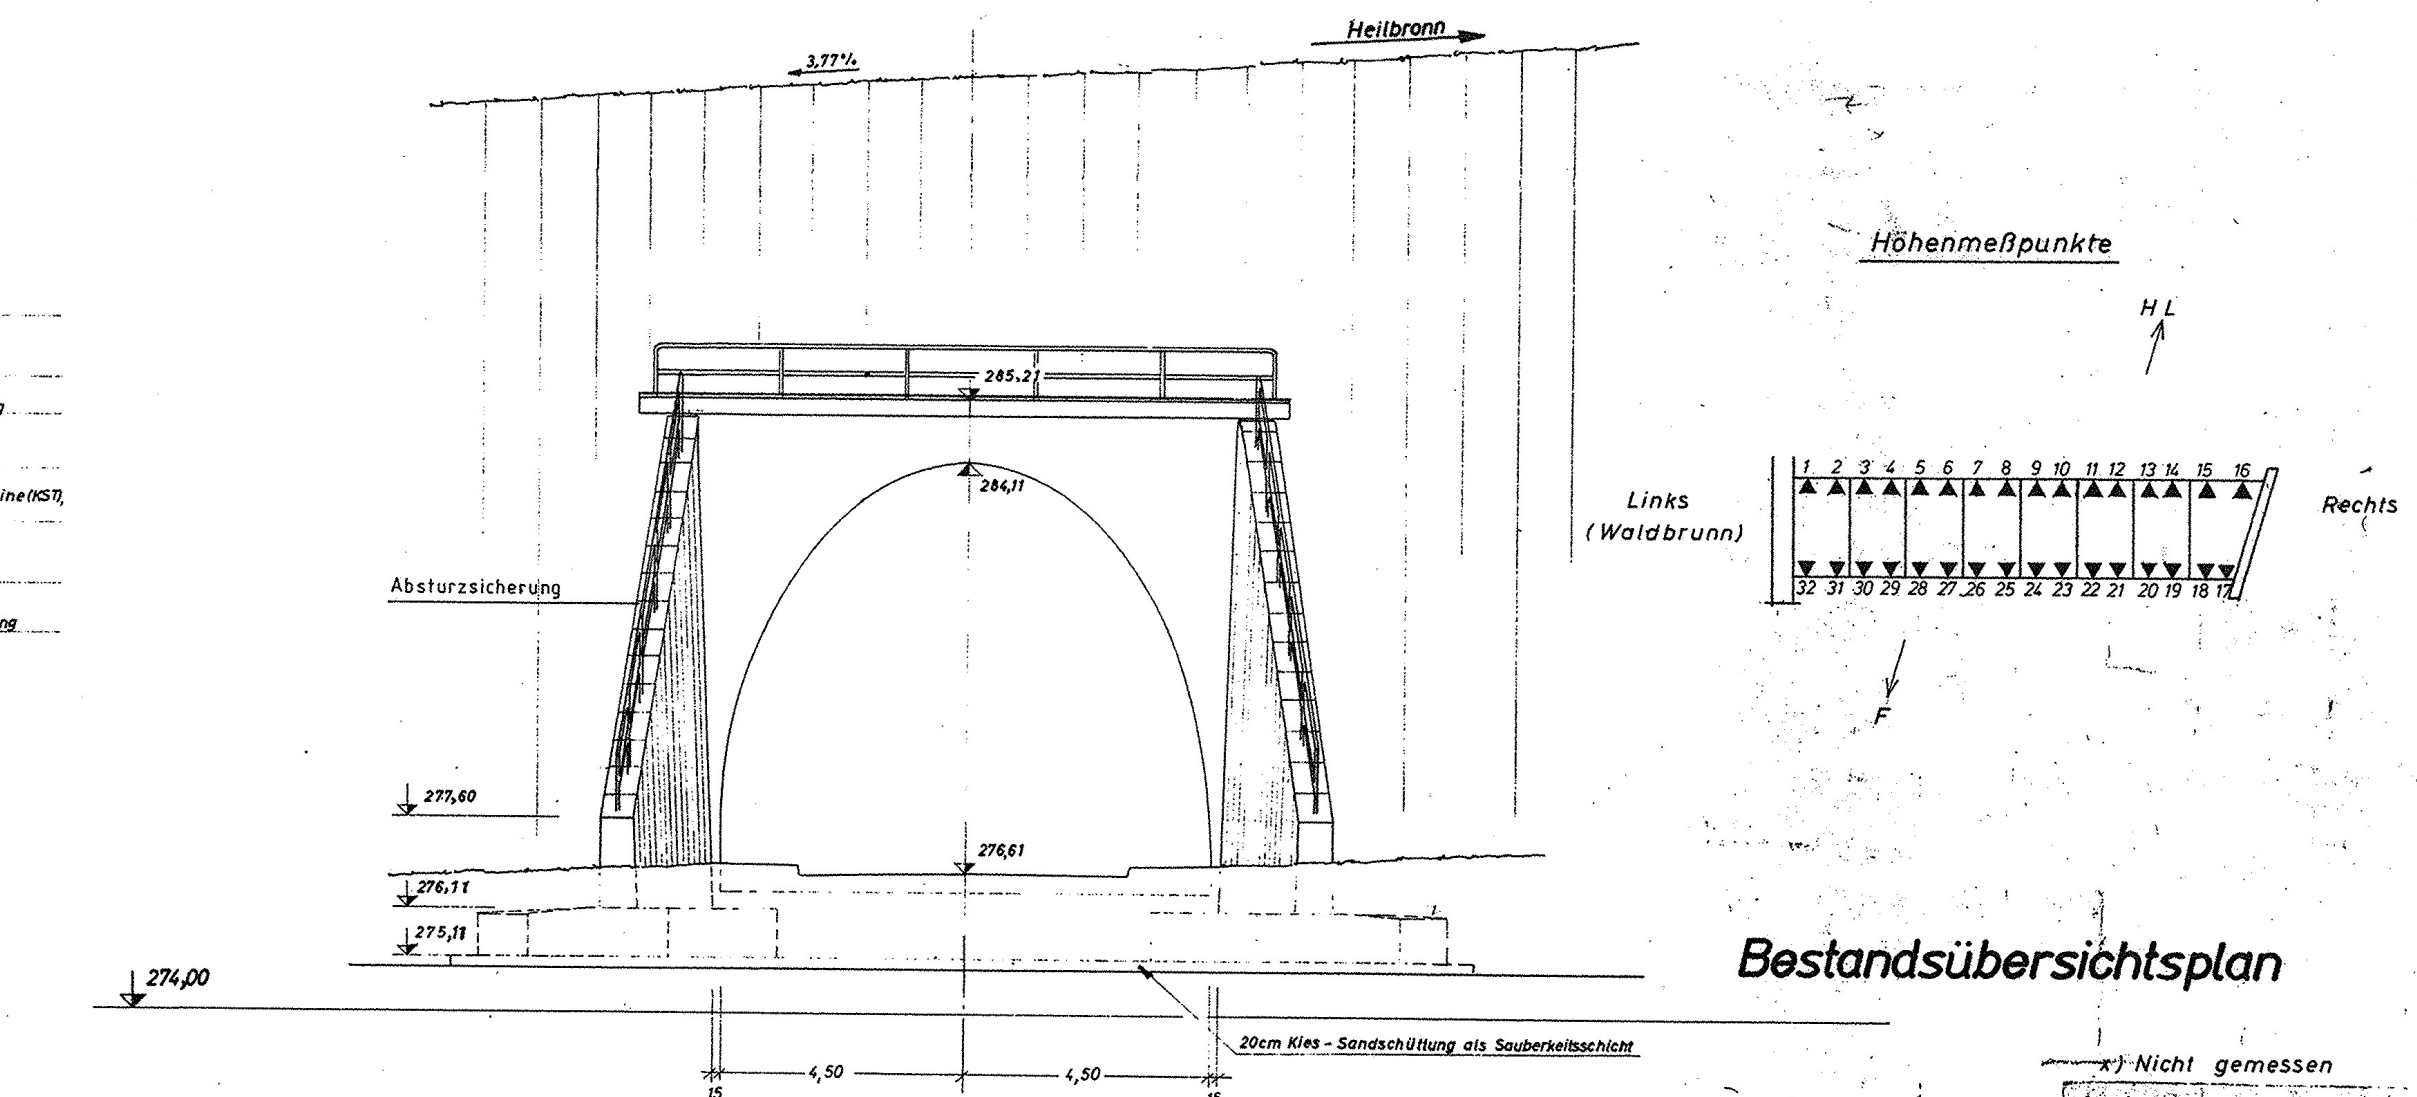 Heilbronn
3,77%
Höhenmeßpunkte
H L
285,21
1 2 3 4 5 6 7 8 9 10 11 12 13 14 15 16
284,11
ine(KST),
Links
(Waldbrunn)
Rechts
Absturzsicherung
32 31 30 29 28 27 26 25 24 23 22 21 20 19 18 17
ng
F
277,60
276,61
276,11
275,11
274,00
Bestandsübersichtsplan
20cm Kies - Sandschüttung als Sauberkeitsschicht
x) Nicht gemessen
4,50 4,50
15